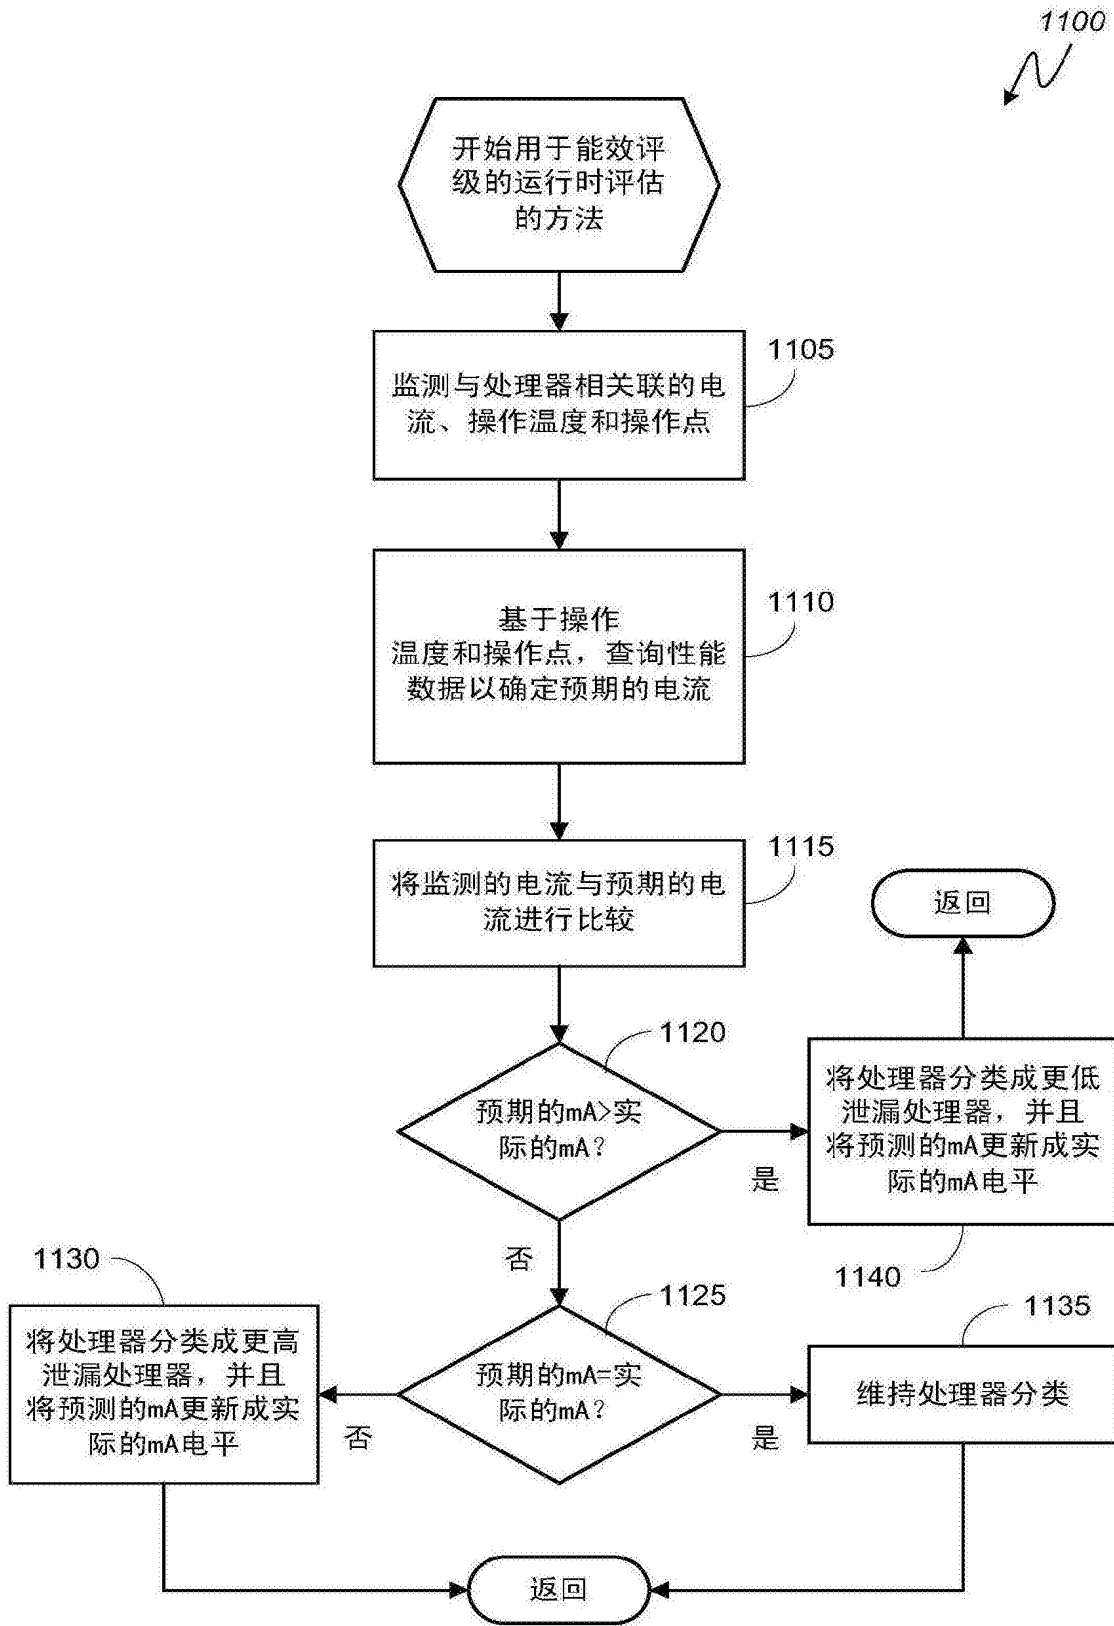 1100
开始用于能效评
级的运行时评估
的方法
1105
监测与处理器相关联的电
流、操作温度和操作点
1110
基于操作
温度和操作点，查询性能
数据以确定预期的电流
1115
将监测的电流与预期的电
流进行比较
返回
1120
预期的mA>实
际的mA？
是
将处理器分类成更低
泄漏处理器，并且
将预测的mA更新成实
际的mA电平
1140
否
1125
预期的mA=实
际的mA？
1130
将处理器分类成更高
泄漏处理器，并且
将预测的mA更新成实
际的mA电平
否
是
1135
维持处理器分类
返回